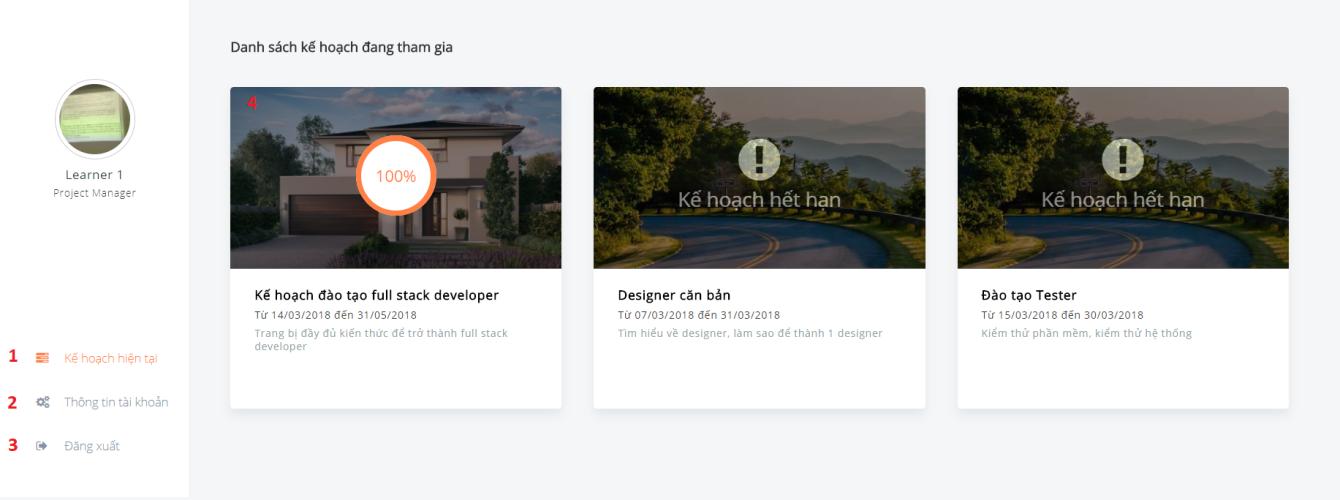 Learner 1
Project Manager
1 Kế hoạch hiện tại
2 Thông tin tài khoản
3 Đăng xuất
Danh sách kế hoạch đang tham gia
4
100%
Kế hoạch đào tạo full stack developer
Từ 14/03/2018 đến 31/05/2018
Trang bị đầy đủ kiến thức để trở thành full stack
developer
Kế hoạch hết hạn
Designer căn bản
Từ 07/03/2018 đến 31/03/2018
Tìm hiểu về designer, làm sao để thành 1 designer
Kế hoạch hết hạn
Đào tạo Tester
Từ 15/03/2018 đến 30/03/2018
Kiểm thử phần mềm, kiểm thử hệ thống